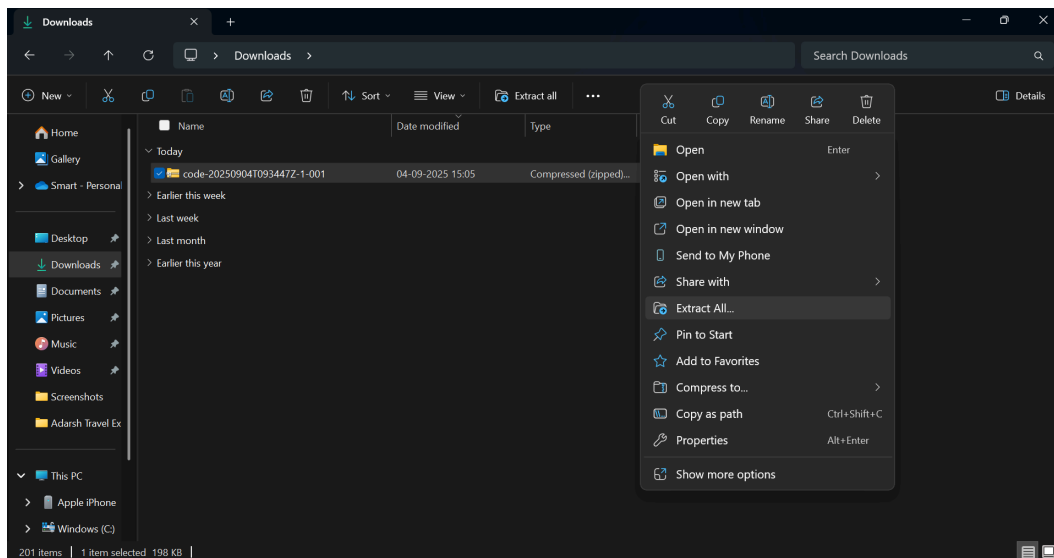 Downloads
Downloads
Search Downloads
New
Sort
View
Extract all
Details
Home
Gallery
Smart - Personal
Desktop
Downloads
Documents
Pictures
Music
Videos
Screenshots
Adarsh Travel Ex
This PC
Apple iPhone
Windows (C:)
Name Date modified Type
Today
code-20250904T093447Z-1-001 04-09-2025 15:05 Compressed (zipped)...
Earlier this week
Last week
Last month
Earlier this year
Cut Copy Rename Share Delete
Open Enter
Open with
Open in new tab
Open in new window
Send to My Phone
Share with
Extract All...
Pin to Start
Add to Favorites
Compress to...
Copy as path Ctrl+Shift+C
Properties Alt+Enter
Show more options
201 items 1 item selected 198 KB